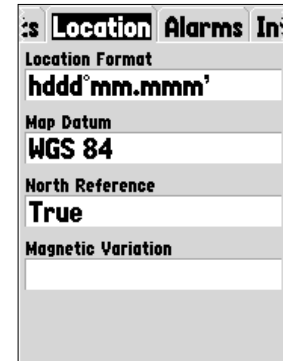 Location Alarms
Location Format
hddd°mm.mmm'
Map Datum
WGS 84
North Reference
True
Magnetic Variation